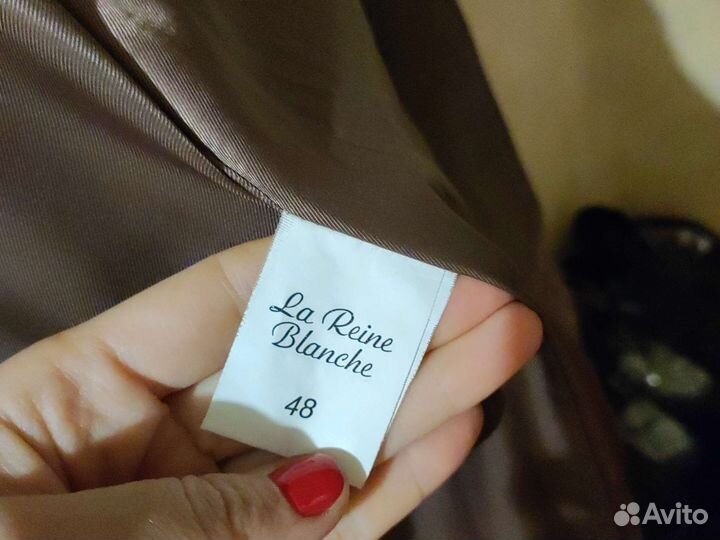 La Reine
Blanche
48
Avito